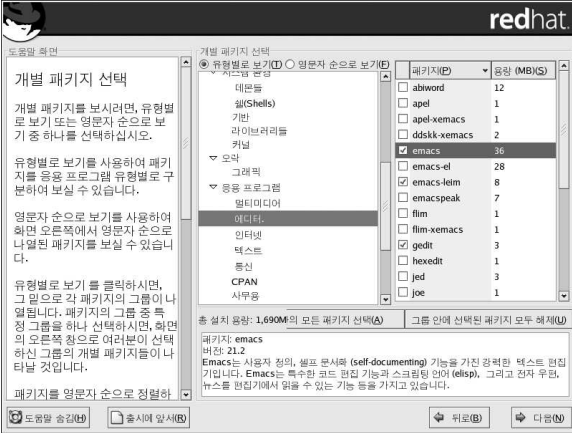 redhat.
도움말 화면
개별 패키지 선택
개별 패키지를 보시려면, 유형별
로 보기 또는 영문자 순으로 보
기 중 하나를 선택하십시오.
유형별로 보기를 사용하여 패키
지를 응용 프로그램 유형별로 구
분하여 보실 수 있습니다.
영문자 순으로 보기를 사용하여
화면 오른쪽에서 영문자 순으로
나열된 패키지를 보실 수 있습니
다.
유형별로 보기 를 클릭하시면,
그 밑으로 각 패키지의 그룹이 나
열됩니다. 패키지의 그룹 중 특
정 그룹을 하나 선택하시면, 화면
의 오른쪽 창으로 여러분이 선택
하신 그룹의 개별 패키지들이 나
타날 것입니다.
패키지를 영문자 순으로 정렬하
개별 패키지 선택
유형별로 보기(T) 영문자 순으로 보기(F)
시스템 환경
데몬들
쉘(Shells)
기반
라이브러리들
커널
오락
그래픽
응용 프로그램
멀티미디어
에디터.
인터넷
텍스트
통신
CPAN
사무용
패키지(P) 용량 (MB)(S)
abiword 12
apel 1
apel-xemacs 1
ddskk-xemacs 2
emacs 36
emacs-el 28
emacs-leim 8
emacspeak 7
flim 1
flim-xemacs 1
gedit 3
hexedit 1
jed 3
joe 1
총 설치 용량: 1,690M
의 모든 패키지 선택(A)
그룹 안에 선택된 패키지 모두 해제(U)
패키지: emacs
버전: 21.2
Emacs는 사용자 정의, 셀프 문서화 (self-documenting) 기능을 가진 강력한 텍스트 편집
기입니다. Emacs는 특수한 코드 편집 기능과 스크립팅 언어 (elisp), 그리고 전자 우편,
뉴스를 편집기에서 읽을 수 있는 기능 등을 가지고 있습니다.
도움말 숨김(H)
출시에 앞서(R)
뒤로(B)
다음(N)